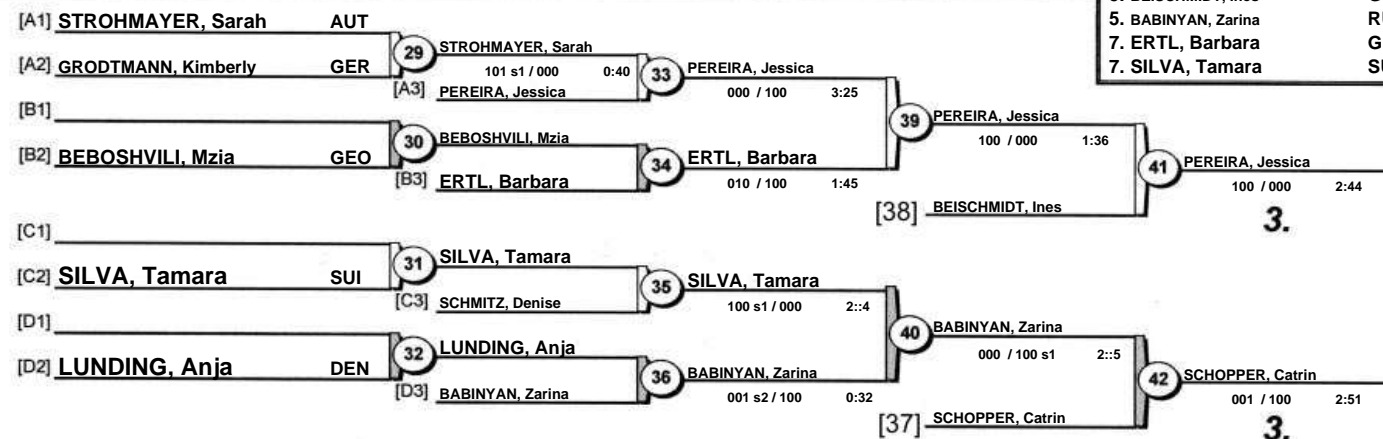 5. BABINYAN, Zarina
7. ERTL, Barbara
7. SILVA, Tamara
[A1] STROHMAYER, Sarah AUT
[A2] GRODTMANN, Kimberly GER
29
STROHMAYER, Sarah
101 s1 / 000 0:40
[A3] PEREIRA, Jessica
33
PEREIRA, Jessica
000 / 100 3:25
[B1]
[B2] BEBOSHVILI, Mzia GEO
30
BEBOSHVILI, Mzia
[B3] ERTL, Barbara
34
ERTL, Barbara
010 / 100 1:45
39
PEREIRA, Jessica
100 / 000 1:36
[38] BEISCHMIDT, Ines
41
PEREIRA, Jessica
100 / 000 2:44
3.
[C1]
[C2] SILVA, Tamara SUI
31
SILVA, Tamara
[C3] SCHMITZ, Denise
35
SILVA, Tamara
100 s1 / 000 2::4
[D1]
[D2] LUNDING, Anja DEN
32
LUNDING, Anja
[D3] BABINYAN, Zarina
36
BABINYAN, Zarina
001 s2 / 100 0:32
40
BABINYAN, Zarina
000 / 100 s1 2::5
[37] SCHOPPER, Catrin
42
SCHOPPER, Catrin
001 / 100 2:51
3.